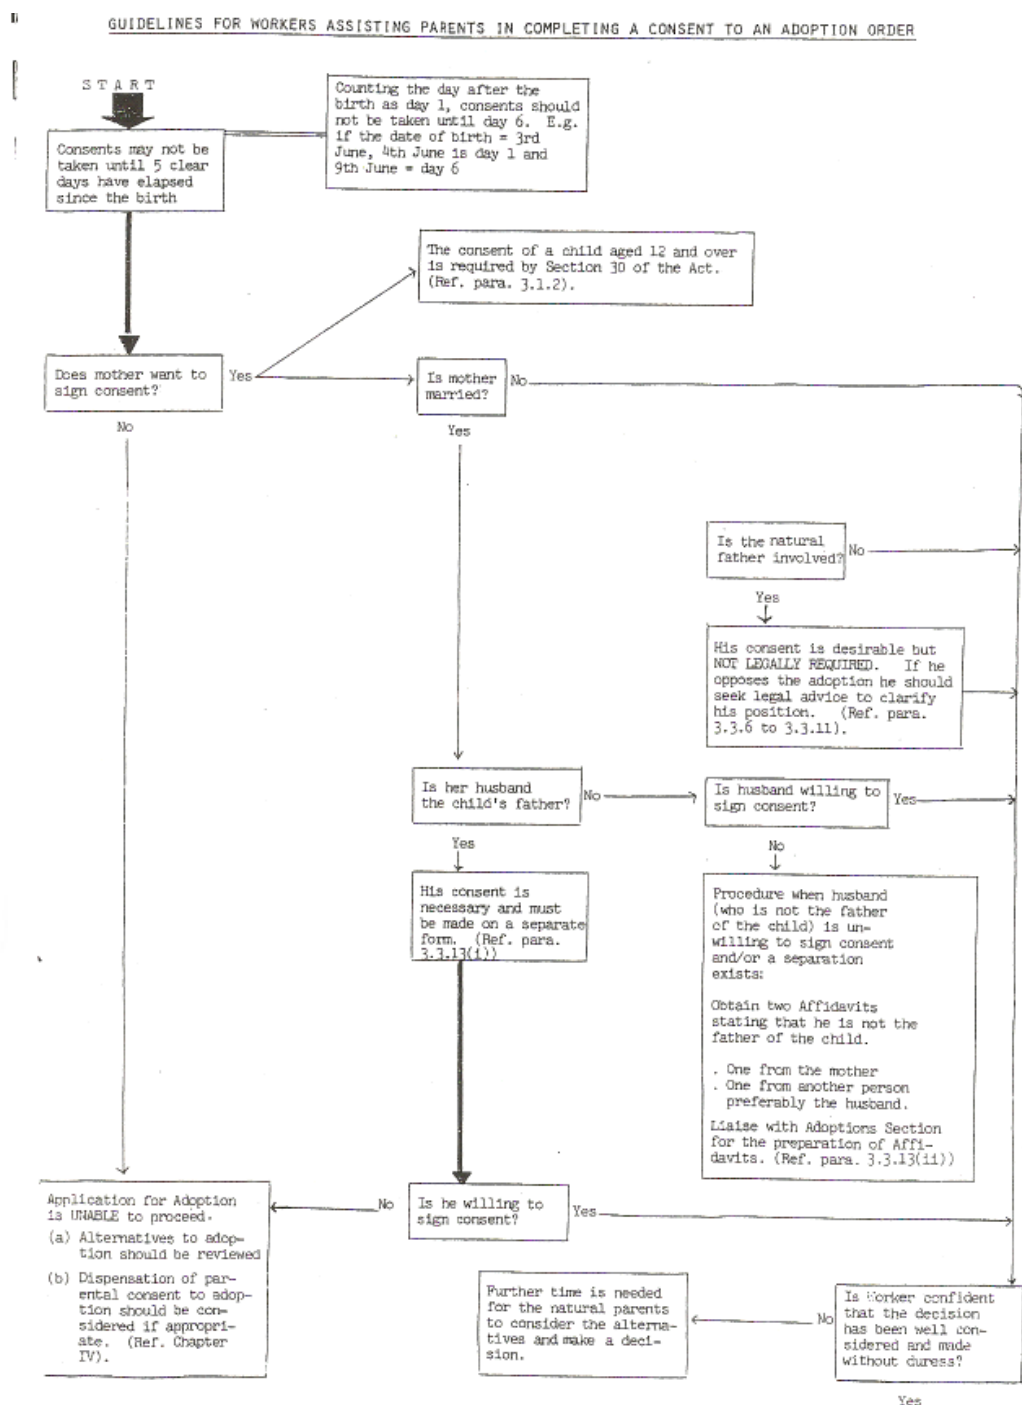 GUIDELINES FOR WORKERS ASSISTING PARENTS IN COMPLETING A CONSENT TO AN ADOPTION ORDER
START
Consents may not be
taken until 5 clear
days have elapsed
since the birth
Counting the day after the
birth as day 1, consents should
not be taken until day 6. E.g.
if the date of birth = 3rd
June, 4th June is day 1 and
9th June = day 6
The consent of a child aged 12 and over
is required by Section 30 of the Act.
(Ref. para. 3.1.2).
Does mother want to
sign consent?
Yes
No
Is mother
married?
No
Yes
Is the natural
father involved?
No
Yes
His consent is desirable but
NOT LEGALLY REQUIRED. If he
opposes the adoption he should
seek legal advice to clarify
his position. (Ref. para.
3.3.6 to 3.3.11).
Is her husband
the child's father?
No
Yes
Is husband willing to
sign consent?
Yes
No
His consent is
necessary and must
be made on a separate
form. (Ref. para.
3.3.13(i))
Procedure when husband
(who is not the father
of the child) is un-
willing to sign consent
and/or a separation
exists:
Obtain two Affidavits
stating that he is not the
father of the child.
. One from the mother
. One from another person
preferably the husband.
Liaise with Adoptions Section
for the preparation of Affi-
davits. (Ref. para. 3.3.13(ii))
Application for Adoption
is UNABLE to proceed.
(a) Alternatives to adop-
tion should be reviewed
(b) Dispensation of par-
ental consent to adop-
tion should be con-
sidered if appropri-
ate. (Ref. Chapter
IV).
No
Is he willing to
sign consent?
Yes
Further time is needed
for the natural parents
to consider the alterna-
tives and make a deci-
sion.
No
Is Worker confident
that the decision
has been well con-
sidered and made
without duress?
Yes